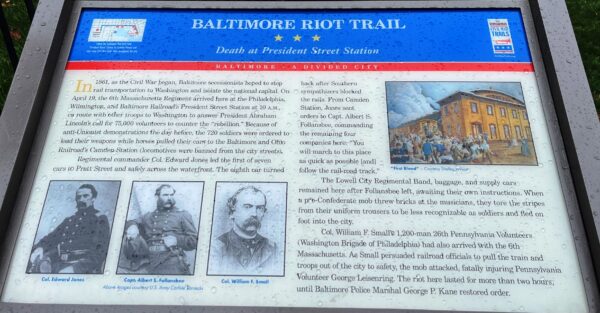 BALTIMORE RIOT TRAIL
Death at President Street Station
BALTIMORE — A DIVIDED CITY
CIVIL WAR
TRAILS
In 1861, as the Civil War began, Baltimore secessionists hoped to stop
rail transportation to Washington and isolate the national capital. On
April 19, the 6th Massachusetts Regiment arrived here at the Philadelphia,
Wilmington, and Baltimore Railroad's President Street Station at 10 A.M.,
en route with other troops to Washington to answer President Abraham
Lincoln's call for 75,000 volunteers to counter the "rebellion." Because of
anti-Unionist demonstrations the day before, the 720 soldiers were ordered to
load their weapons while horses pulled their cars to the Baltimore and Ohio
Railroad's Camden Station (locomotives were banned from the city streets).
Regimental commander Col. Edward Jones led the first of seven
cars to Pratt Street and safely across the waterfront. The eighth car turned
back after Southern
sympathizers blocked
the rails. From Camden
Station, Jones sent
orders to Capt. Albert S.
Follansbee, commanding
the remaining four
companies here: "You
will march to this place
as quick as possible [and]
follow the rail-road track."
"First Blood" – Courtesy
The Lowell City Regimental Band, baggage, and supply cars
remained here after Follansbee left, awaiting their own instructions. When
a pro-Confederate mob threw bricks at the musicians, they tore the stripes
from their uniform trousers to be less recognizable as soldiers and fled on
foot into the city.
Col. William F. Small's 1,200-man 26th Pennsylvania Volunteers
(Washington Brigade of Philadelphia) had also arrived with the 6th
Massachusetts. As Small persuaded railroad officials to pull the train and
troops out of the city to safety, the mob attacked, fatally injuring Pennsylvania
Volunteer George Leisenring. The riot here lasted for more than two hours,
until Baltimore Police Marshal George P. Kane restored order.
Col. Edward Jones
Capt. Albert S. Follansbee
Col. William F. Small
Above images courtesy U.S. Army Center